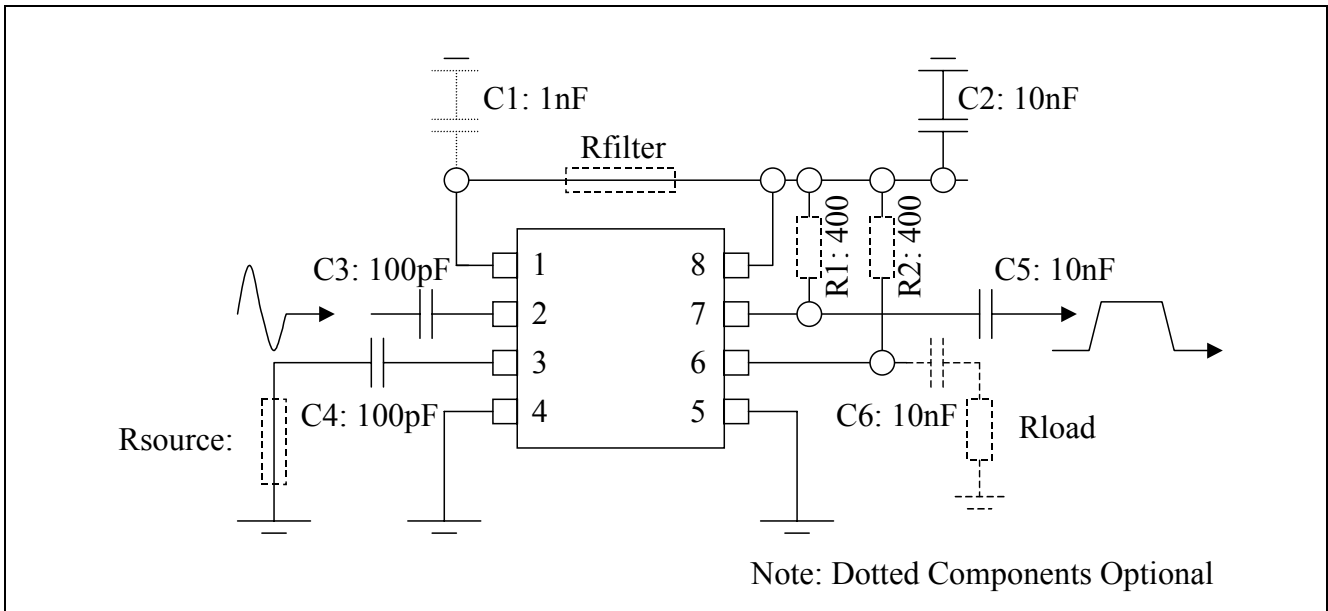 C1: 1nF
C2: 10nF
Rfilter
R1: 400
R2: 400
C3: 100pF
1
8
C5: 10nF
2
7
3
6
C4: 100pF
4
5
C6: 10nF
Rload
Rsource:
Note: Dotted Components Optional